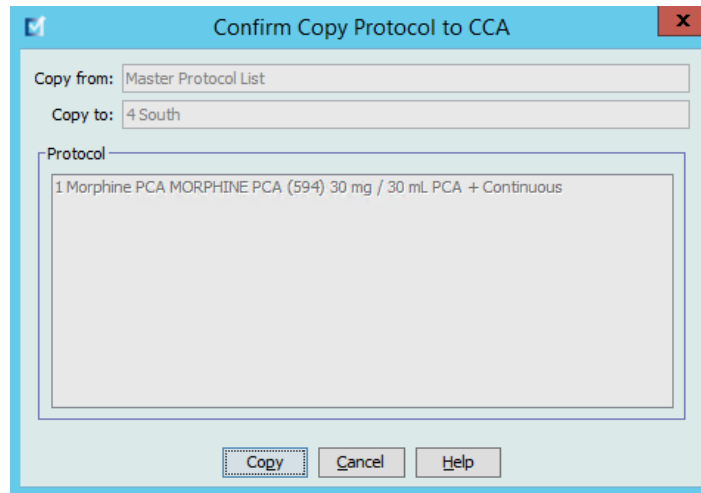 Confirm Copy Protocol to CCA
x
Copy from: Master Protocol List
Copy to: 4 South
Protocol
1 Morphine PCA MORPHINE PCA (594) 30 mg / 30 mL PCA + Continuous
Copy Cancel Help